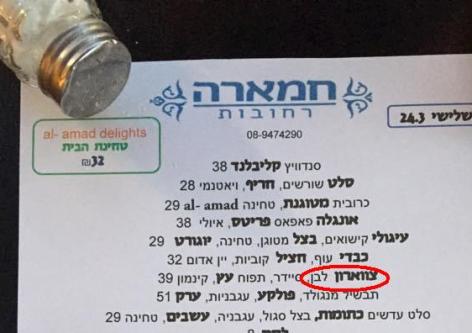 חמארה
רחובות
08-9474290
שלישי 24.3
al- amad delights
טחינת הבית
₪32
סנדוויץ קליבלנד 38
סלט שורשים, חריף, ויאטנמי 28
כרובית מטוגנת, טחינה al- amad 29
אונגלה פאפאס פריטס, איולי 38
עיגולי קישואים, בצל מטוגן, טחינה, יוגורט 29
כבדי עוף, חציל קוביות, יין אדום 32
צווארון לבן, סיידר, תפוח עץ, קינמון 39
תבשיל מנגולד, פולקע, עגבניות, ערק 51
סלט עדשים כתומות, בצל סגול, עגבניה, עשבים, טחינה 29